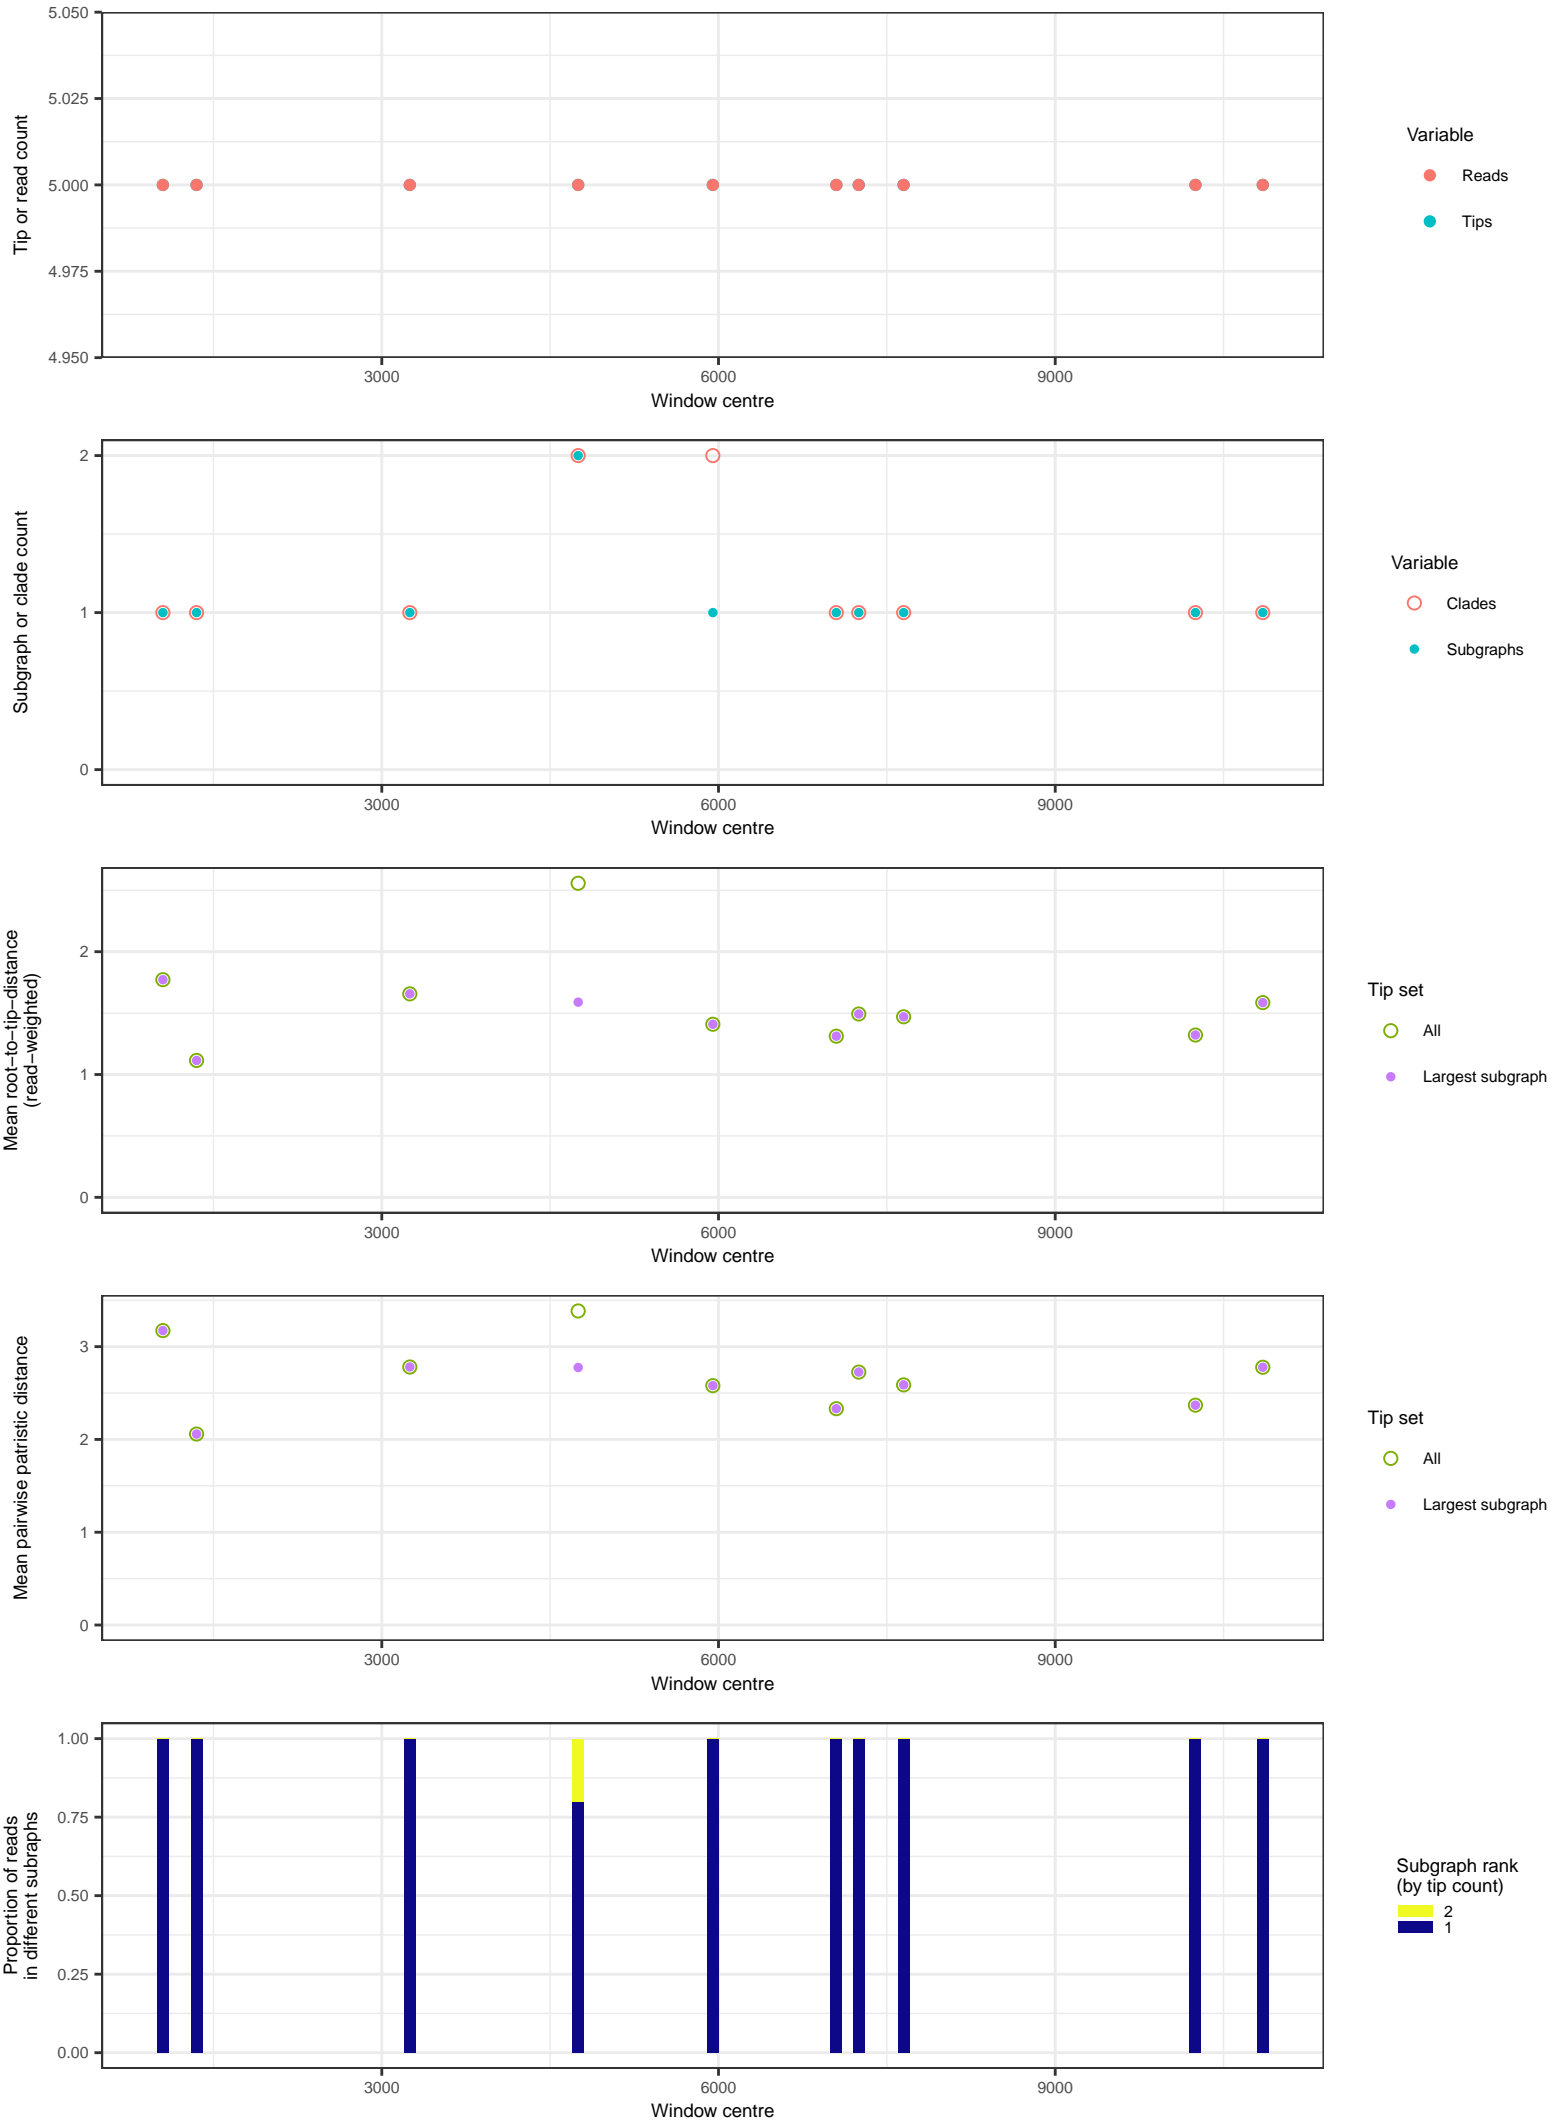 Tip or read count
5.050
5.025
5.000
4.975
4.950
3000 6000 9000
Window centre
Variable
Reads
Tips
Subgraph or clade count
2
1
0
3000 6000 9000
Window centre
Variable
Clades
Subgraphs
Mean root−to−tip−distance
(read−weighted)
2
1
0
3000 6000 9000
Window centre
Tip set
All
Largest subgraph
Mean pairwise patristic distance
3
2
1
0
3000 6000 9000
Window centre
Tip set
All
Largest subgraph
Proportion of reads
in different subraphs
1.00
0.75
0.50
0.25
0.00
3000 6000 9000
Window centre
Subgraph rank
(by tip count)
2
1